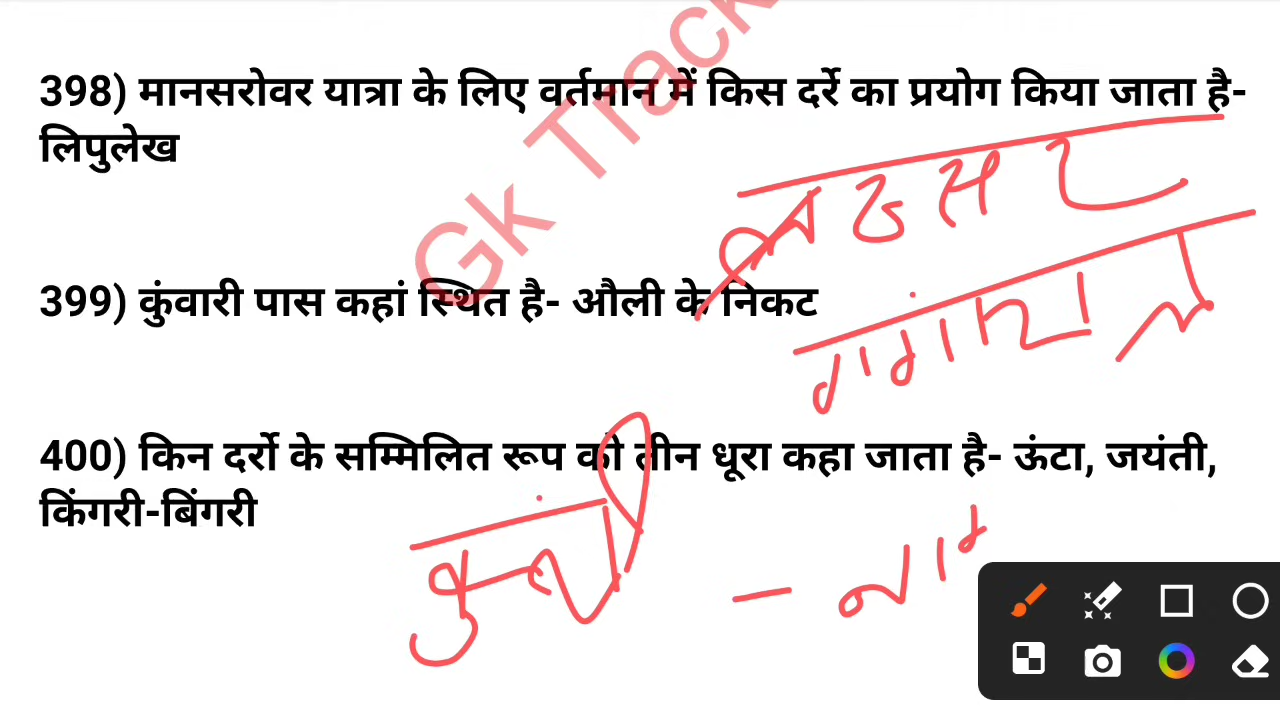 398) मानसरोवर यात्रा के लिए वर्तमान में किस दर्रे का प्रयोग किया जाता है-
लिपुलेख
399) कुंवारी पास कहां स्थित है- औली के निकट
400) किन दर्रो के सम्मिलित रूप को तीन धूरा कहा जाता है- ऊंटा, जयंती,
किंगरी-बिंगरी
Gk Track